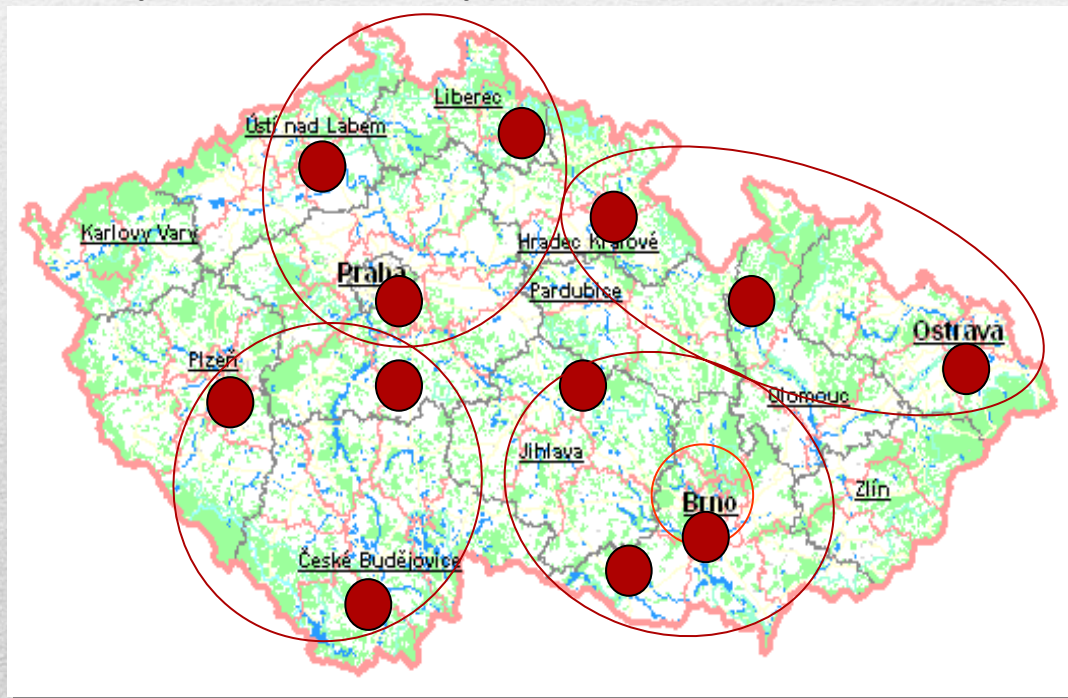 Liberec
Ústí nad Labem
Karlovy Vary
Hradec Králové
Praha
Pardubice
Plzeň
Ostrava
Olomouc
Jihlava
Zlín
Brno
České Budějovice